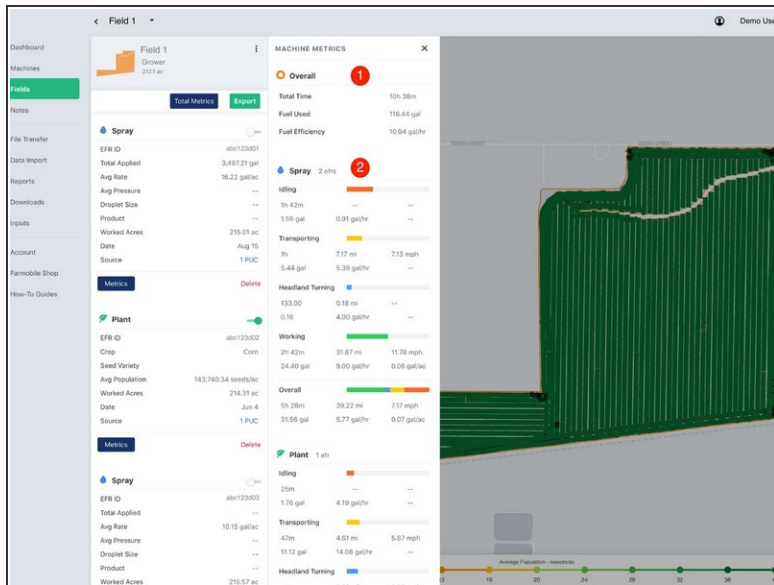 Field 1
Demo Use
Dashboard
Machines
Fields
Notes
File Transfer
Data Import
Reports
Downloads
Inputs
Account
Farmobile Shop
How-To Guides
Field 1
Grower
217.1 ac
Total Metrics Export
Spray
EFR ID abc123d01
Total Applied 3,487.21 gal
Avg Rate 16.22 gal/ac
Avg Pressure --
Droplet Size --
Product --
Worked Acres 215.01 ac
Date Aug 15
Source 1 PUC
Metrics Delete
Plant
EFR ID abc123d02
Crop Corn
Seed Variety
Avg Population 143,740.34 seeds/ac
Worked Acres 214.31 ac
Date Jun 4
Source 1 PUC
Metrics Delete
Spray
EFR ID abc123d03
Total Applied --
Avg Rate 10.15 gal/ac
Avg Pressure --
Droplet Size --
Product --
Worked Acres 215.57 ac
MACHINE METRICS
Overall 1
Total Time 10h 38m
Fuel Used 116.44 gal
Fuel Efficiency 10.94 gal/hr
Spray 2 efrs 2
Idling
1h 42m -- --
1.56 gal 0.91 gal/hr --
Transporting
1h 7.17 mi 7.13 mph
5.44 gal 5.39 gal/hr --
Headland Turning
133.00 0.18 mi --
0.16 4.00 gal/hr --
Working
2h 42m 31.87 mi 11.78 mph
24.40 gal 9.00 gal/hr 0.06 gal/ac
Overall
5h 28m 39.22 mi 7.17 mph
31.56 gal 5.77 gal/hr 0.07 gal/ac
Plant 1 efr
Idling
25m -- --
1.76 gal 4.19 gal/hr --
Transporting
47m 4.61 mi 5.87 mph
11.12 gal 14.08 gal/hr --
Headland Turning
Average Population - kseeds/ac
12 16 20 24 28 32 36